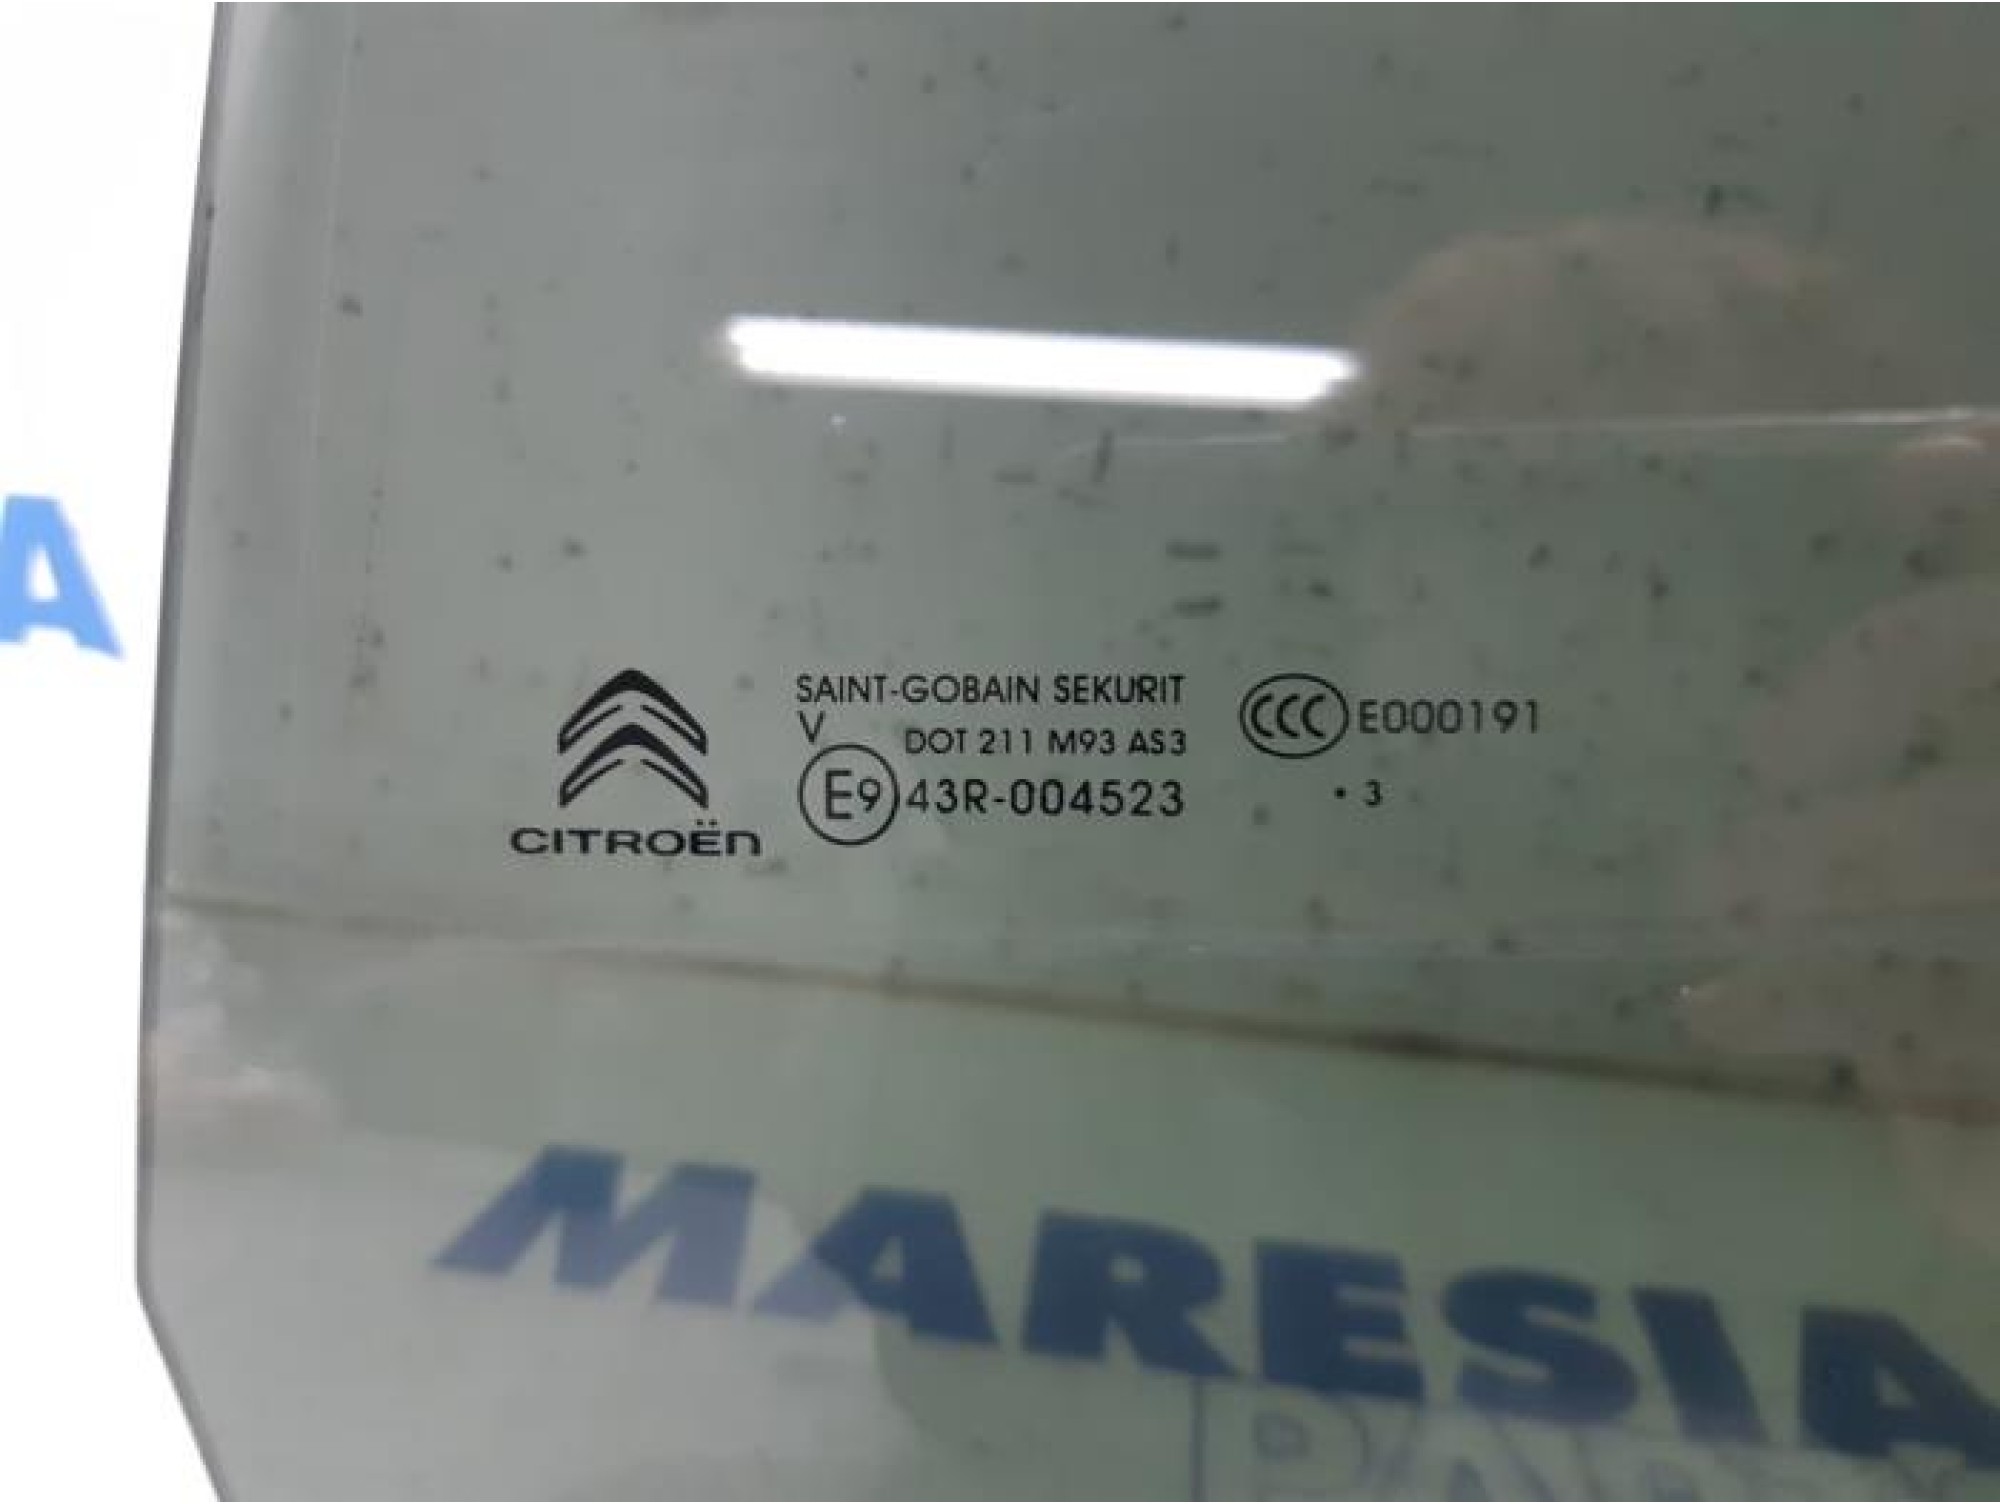 A
SAINT-GOBAIN SEKURIT
V DOT 211 M93 AS3
E9 43R-004523
CCC E000191
. 3
CITROËN
MARESIA